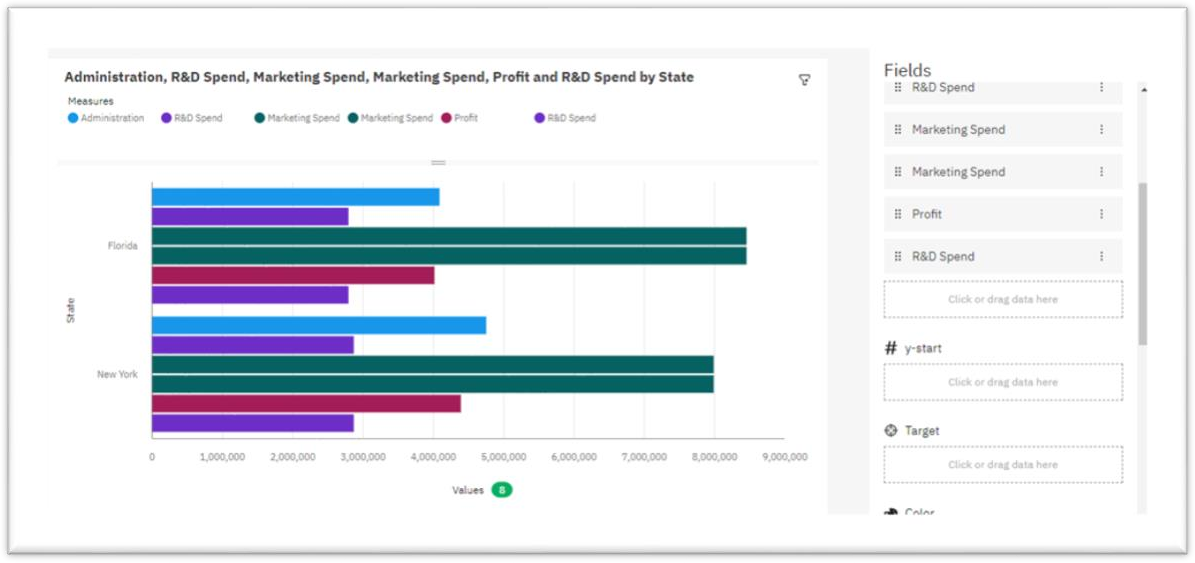 Administration, R&D Spend, Marketing Spend, Marketing Spend, Profit and R&D Spend by State
Measures
Administration R&D Spend Marketing Spend Marketing Spend Profit R&D Spend
State
Florida
New York
0 1,000,000 2,000,000 3,000,000 4,000,000 5,000,000 6,000,000 7,000,000 8,000,000 9,000,000
Values 8
Fields
R&D Spend
Marketing Spend
Marketing Spend
Profit
R&D Spend
Click or drag data here
# y-start
Click or drag data here
Target
Click or drag data here
Color